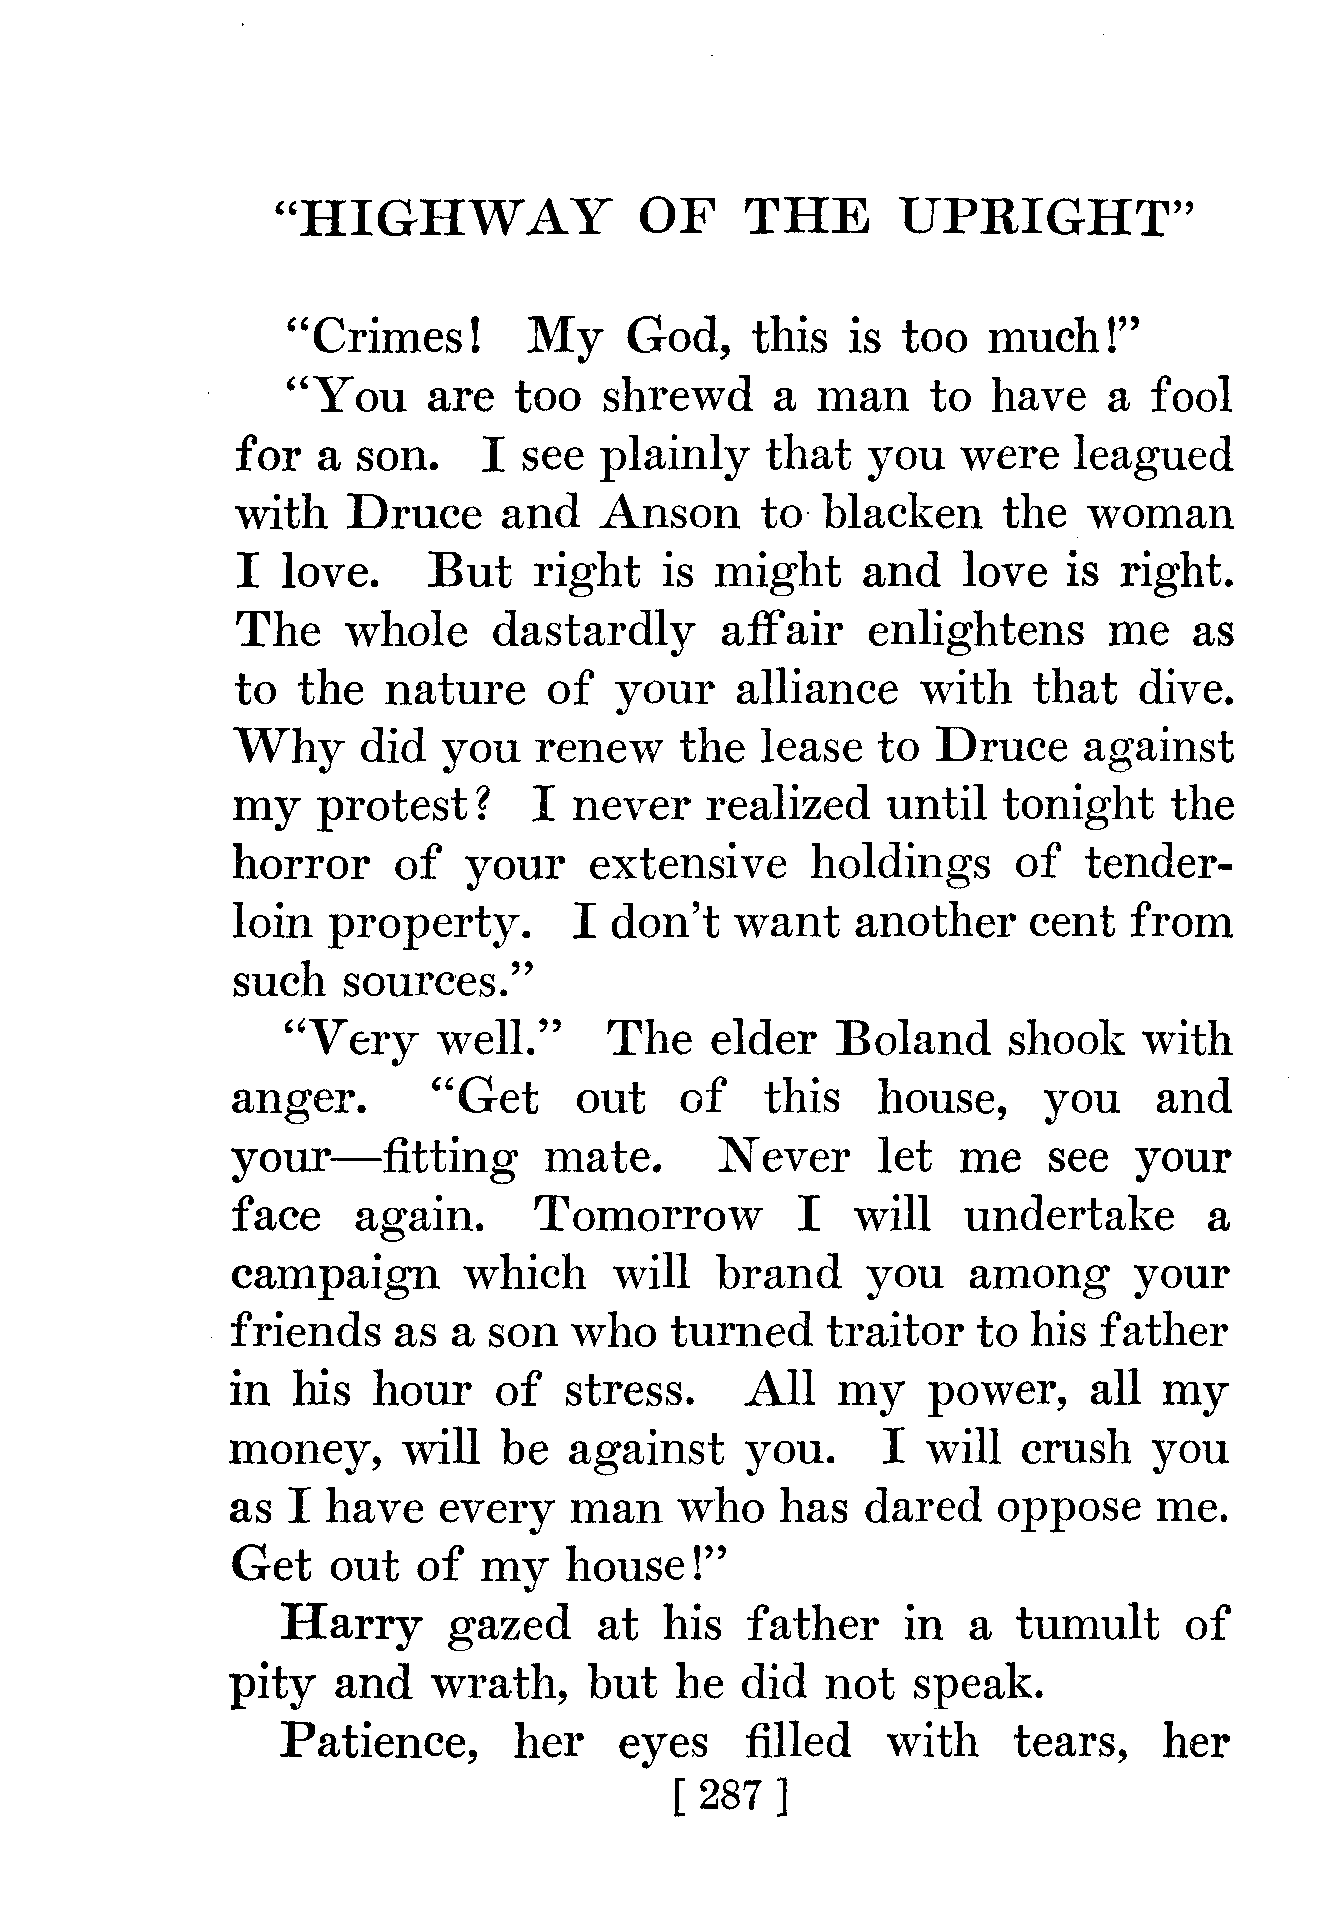 “HIGHWAY OF THE UPRIGHT”
“Crimes! My God, this is too much!”
“You are too shrewd a man to have a fool
for a son. I see plainly that you were leagued
with Druce and Anson to blacken the woman
I love. But right is might and love is right.
The whole dastardly affair enlightens me as
to the nature of your alliance with that dive.
Why did you renew the lease to Druce against
my protest? I never realized until tonight the
horror of your extensive holdings of tender-
loin property. I don't want another cent from
such sources.”
“Very well.” The elder Boland shook with
anger. “Get out of this house, you and
your—fitting mate. Never let me see your
face again. Tomorrow I will undertake a
campaign which will brand you among your
friends as a son who turned traitor to his father
in his hour of stress. All my power, all my
money, will be against you. I will crush you
as I have every man who has dared oppose me.
Get out of my house!”
Harry gazed at his father in a tumult of
pity and wrath, but he did not speak.
Patience, her eyes filled with tears, her
[ 287 ]